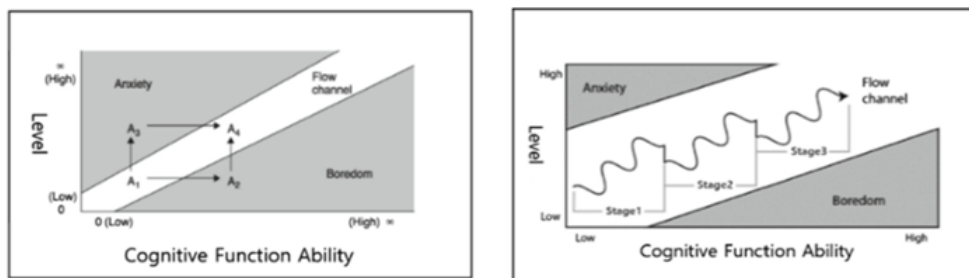 ∞
(High)
Level
(Low)
0
Anxiety
Flow
channel
A3
A4
A1
A2
Boredom
0 (Low)
(High) ∞
Cognitive Function Ability
High
Level
Low
Anxiety
Flow
channel
Stage1
Stage2
Stage3
Boredom
Low
High
Cognitive Function Ability